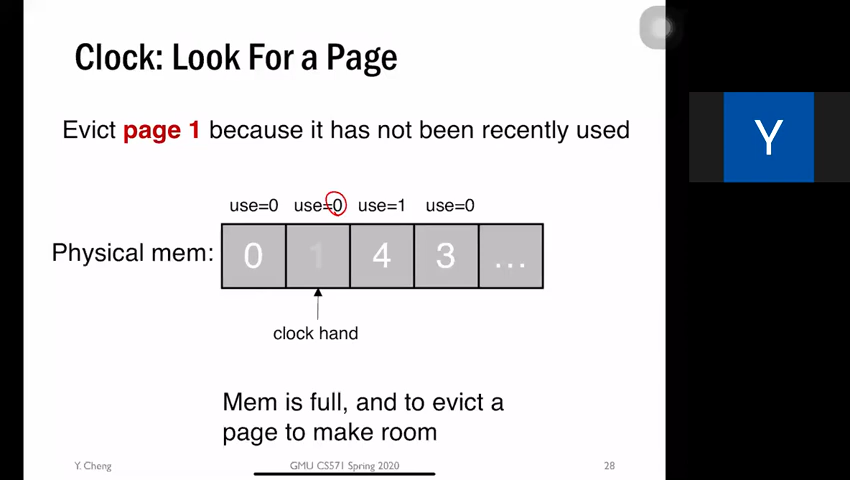 Clock: Look For a Page
Evict page 1 because it has not been recently used
use=0 use=0 use=1 use=0
Physical mem: 0 1 4 3 ...
clock hand
Mem is full, and to evict a
page to make room
Y. Cheng GMU CS571 Spring 2020 28
Y